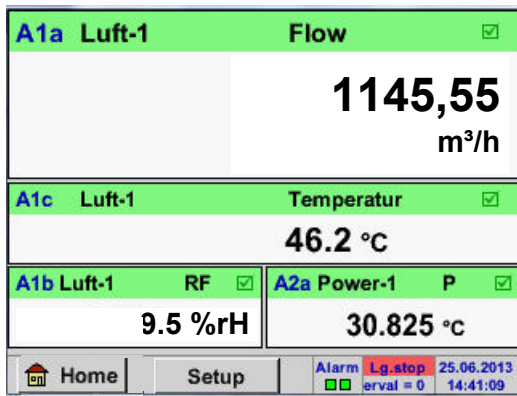 A1a Luft-1 Flow
1145,55
m³/h
A1c Luft-1 Temperatur
46.2 °C
A1b Luft-1 RF
9.5 %rH
A2a Power-1 P
30.825 °C
Home
Setup
Alarm
Lg.stop
erval = 0
25.06.2013
14:41:09